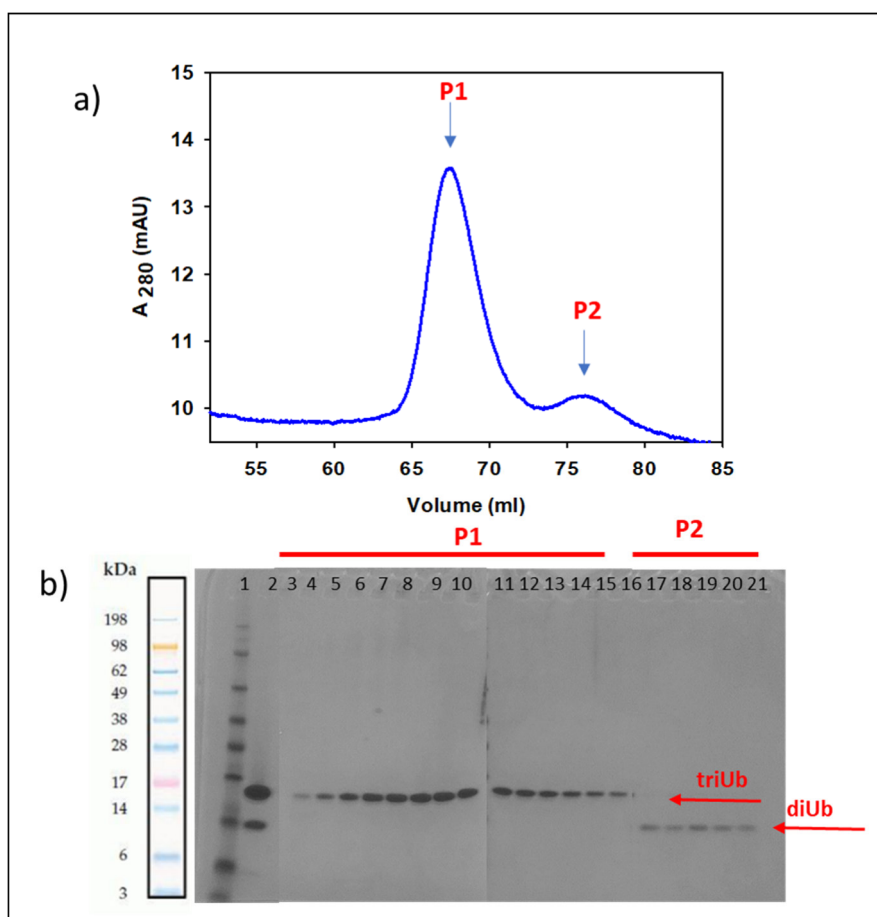 a)
P1
P2
15
14
13
12
11
10
A 280 (mAU)
55 60 65 70 75 80 85
Volume (ml)
P1 P2
b)
kDa
1 2 3 4 5 6 7 8 9 10 11 12 13 14 15 16 17 18 19 20 21
198
98
62
49
38
28
17
14
6
3
triUb
diUb